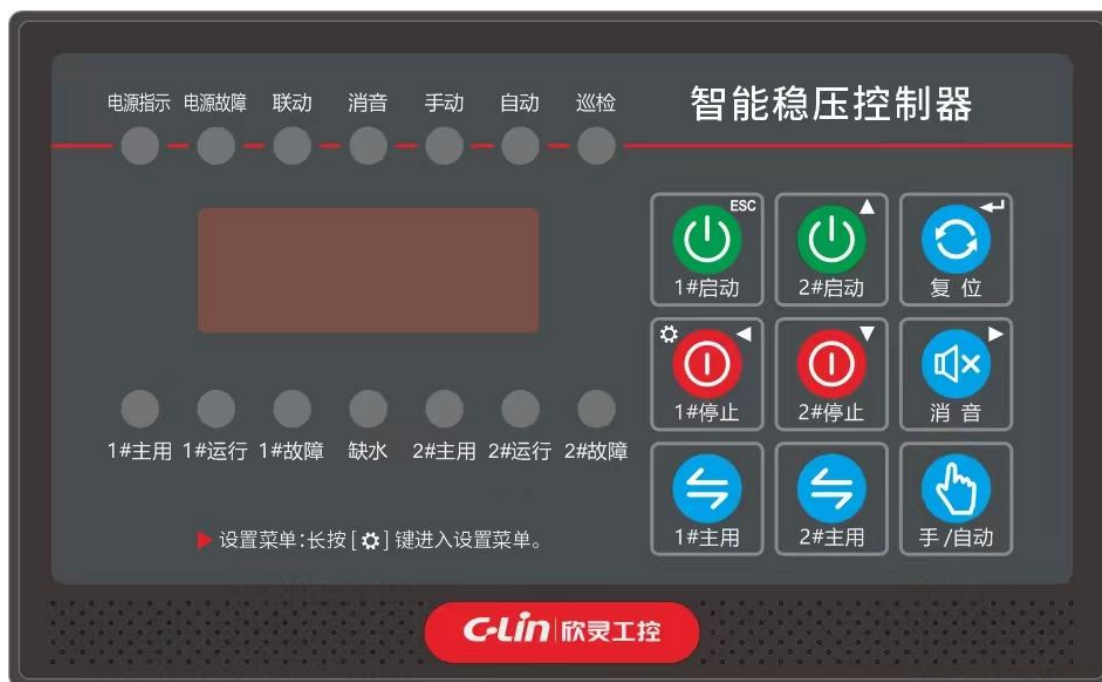 电源指示 电源故障 联动 消音 手动 自动 巡检
智能稳压控制器
ESC
1#启动 2#启动 复位
1#停止 2#停止 消音
1#主用 1#运行 1#故障 缺水 2#主用 2#运行 2#故障
设置菜单:长按[ ]键进入设置菜单。
1#主用 2#主用 手/自动
C-Lin 欣灵工控